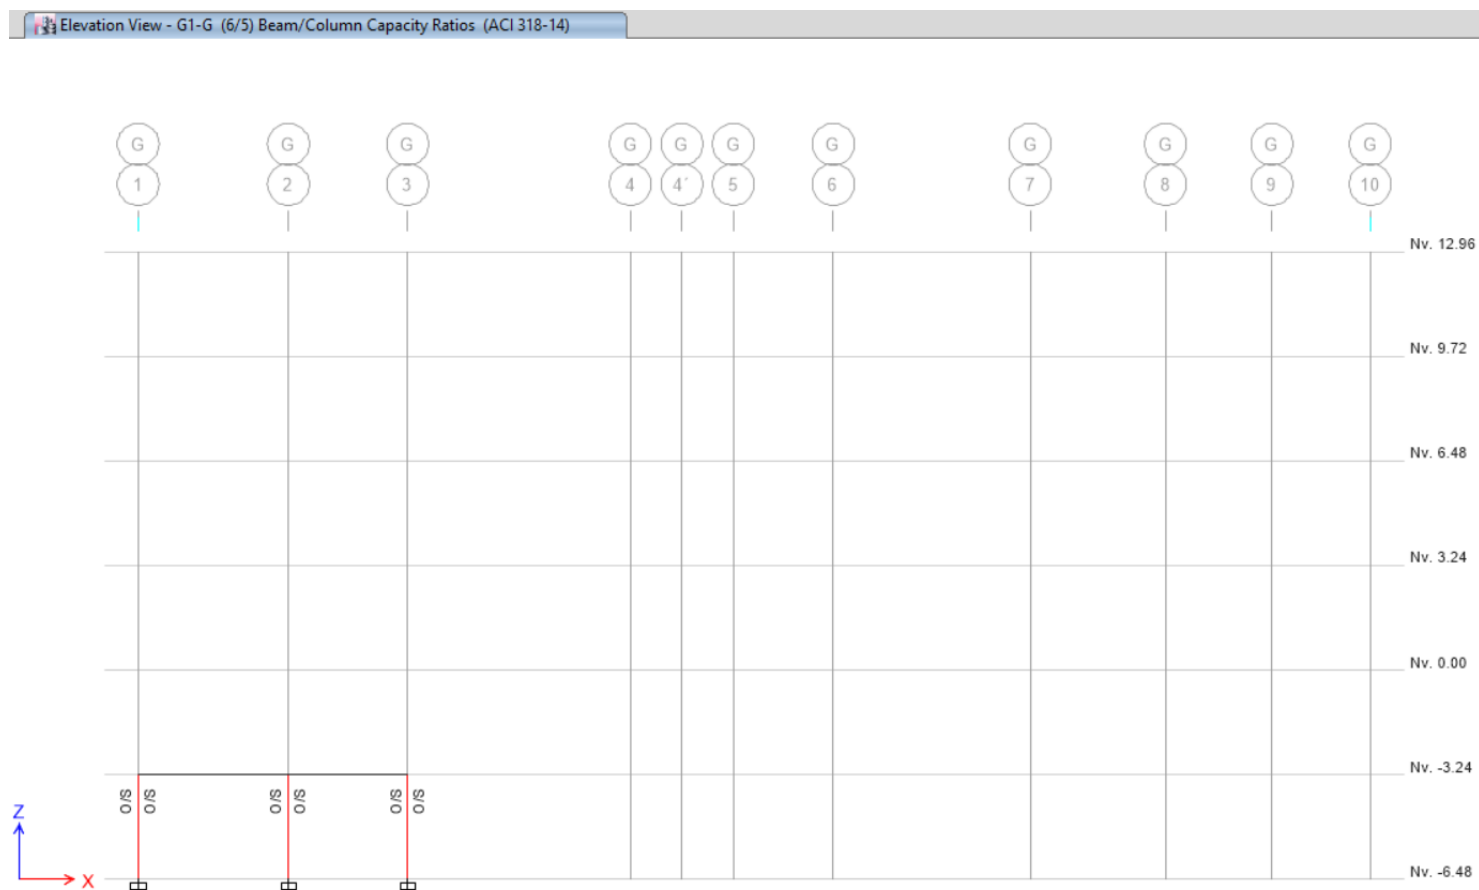 Elevation View - G1-G (6/5) Beam/Column Capacity Ratios (ACI 318-14)
G G G G G G G G G G G
1 2 3 4 4´ 5 6 7 8 9 10
Nv. 12.96
Nv. 9.72
Nv. 6.48
Nv. 3.24
Nv. 0.00
Nv. -3.24
O/S O/S O/S O/S O/S O/S
Z
X
Nv. -6.48